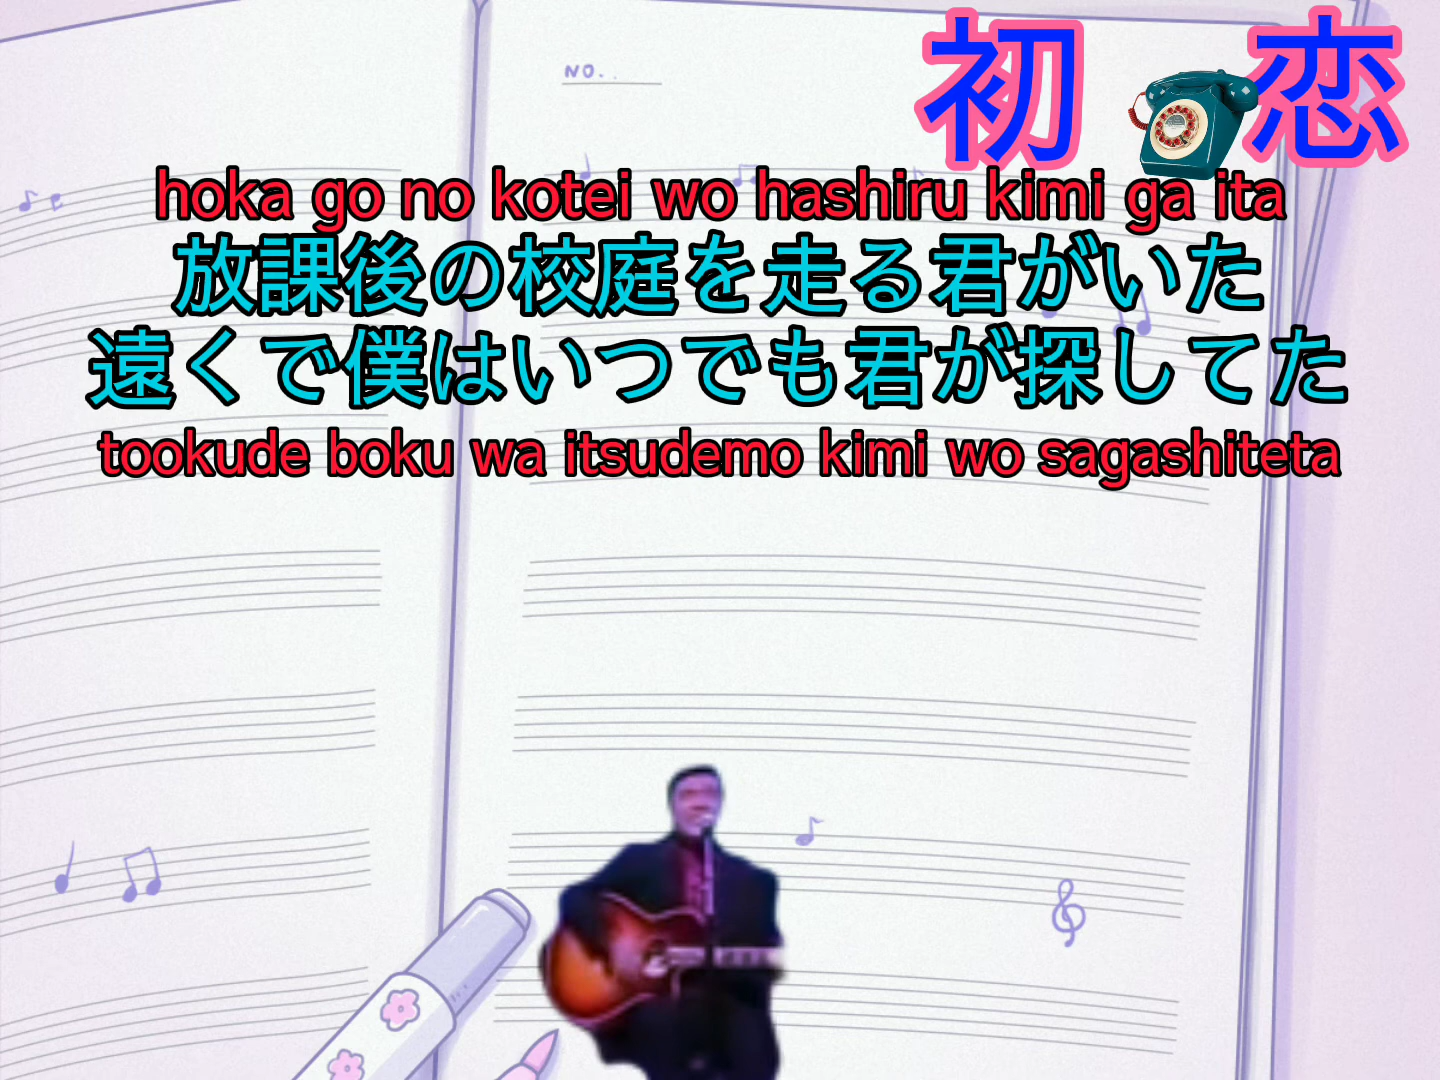 初恋
NO.
hoka go no kotei wo hashiru kimi ga ita
放課後の校庭を走る君がいた
遠くで僕はいつでも君が探してた
tookude boku wa itsudemo kimi wo sagashiteta